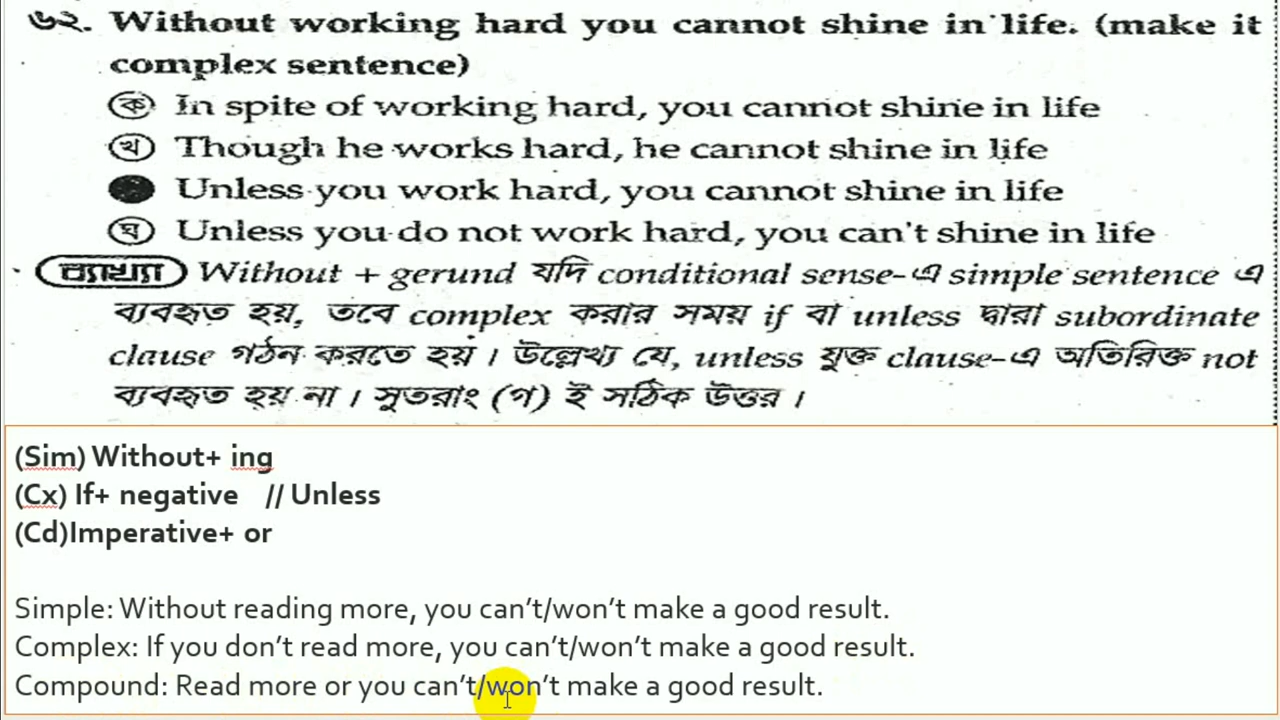 ৩২. Without working hard you cannot shine in life. (make it
complex sentence)
ক In spite of working hard, you cannot shine in life
খ Though he works hard, he cannot shine in life
Unless you work hard, you cannot shine in life
ঘ Unless you do not work hard, you can't shine in life
ব্যাখ্যা Without + gerund যদি conditional sense-এ simple sentence এ
ব্যবহৃত হয়, তবে complex করার সময় if বা unless দ্বারা subordinate
clause গঠন করতে হয়। উল্লেখ্য যে, unless যুক্ত clause-এ অতিরিক্ত not
ব্যবহৃত হয় না। সুতরাং (গ) ই সঠিক উত্তর।
(Sim) Without+ ing
(Cx) If+ negative // Unless
(Cd)Imperative+ or
Simple: Without reading more, you can't/won't make a good result.
Complex: If you don't read more, you can't/won't make a good result.
Compound: Read more or you can't/won't make a good result.